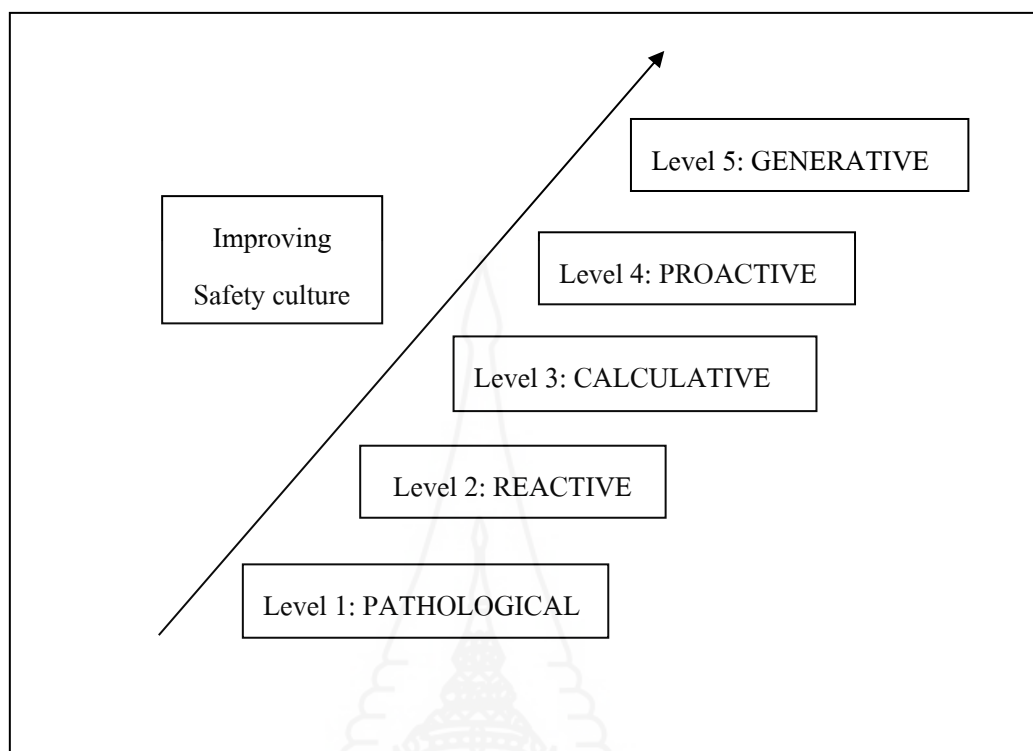 Level 5: GENERATIVE
Improving
Safety culture
Level 4: PROACTIVE
Level 3: CALCULATIVE
Level 2: REACTIVE
Level 1: PATHOLOGICAL